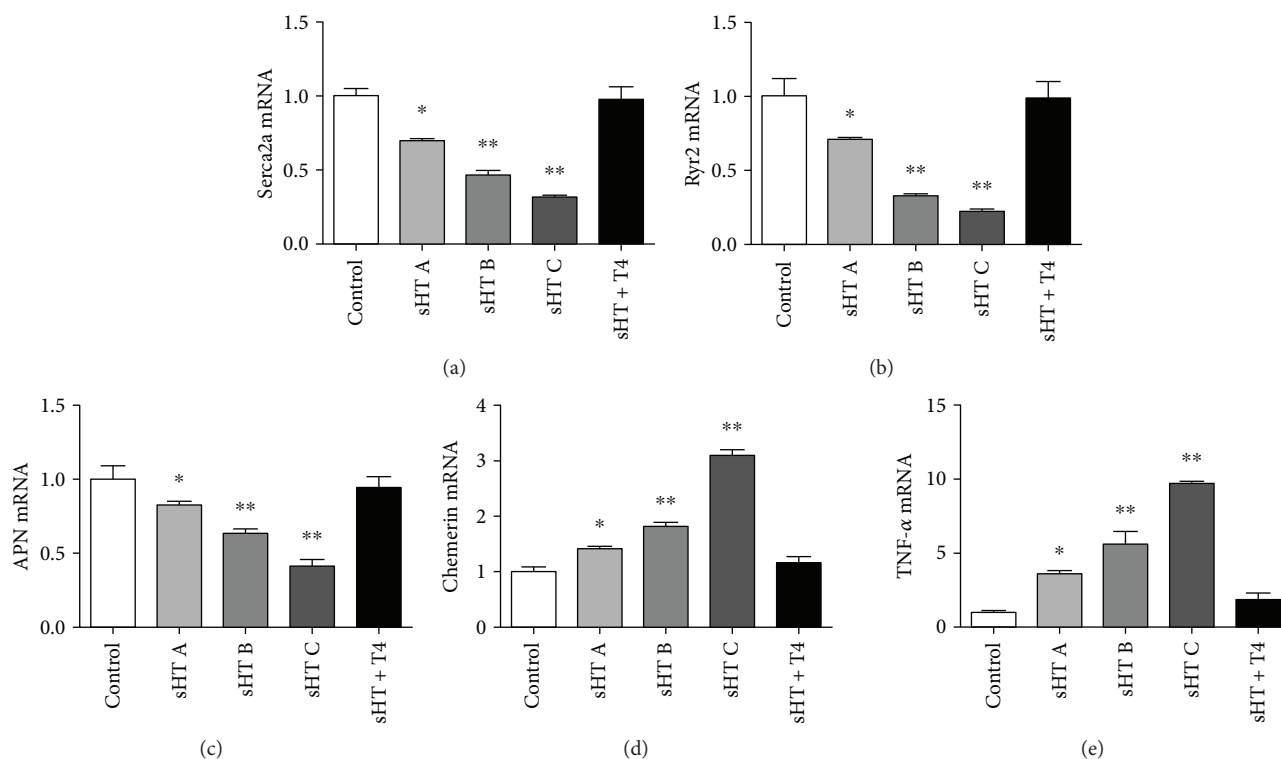 Serca2a mRNA
1.5
1.0
0.5
0.0
*
**
**
Control
sHT A
sHT B
sHT C
sHT + T4
(a)
Ryr2 mRNA
1.5
1.0
0.5
0.0
*
**
**
Control
sHT A
sHT B
sHT C
sHT + T4
(b)
APN mRNA
1.5
1.0
0.5
0.0
*
**
**
Control
sHT A
sHT B
sHT C
sHT + T4
(c)
Chemerin mRNA
4
3
2
1
0
*
**
**
Control
sHT A
sHT B
sHT C
sHT + T4
(d)
TNF-α mRNA
15
10
5
0
*
**
**
Control
sHT A
sHT B
sHT C
sHT + T4
(e)